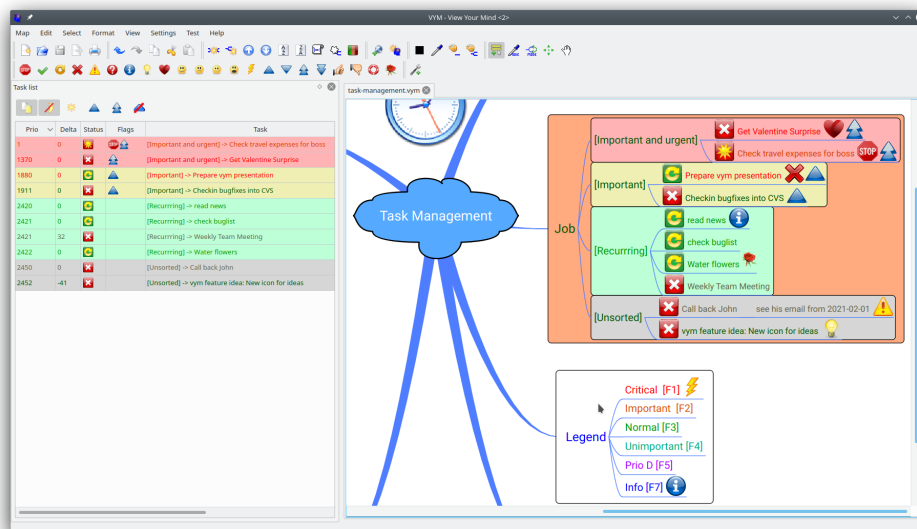 VYM - View Your Mind <2>
Map Edit Select Format View Settings Test Help
Task list
task-management.vym
Prio Delta Status Flags Task
1 0 STOP [Important and urgent] -> Check travel expenses for boss
1370 0 [Important and urgent] -> Get Valentine Surprise
1880 0 [Important] -> Prepare vym presentation
1911 0 [Important] -> Checkin bugfixes into CVS
2420 0 [Recurrring] -> read news
2421 0 [Recurrring] -> check buglist
2421 32 [Recurrring] -> Weekly Team Meeting
2422 0 [Recurrring] -> Water flowers
2450 0 [Unsorted] -> Call back John
2452 -41 [Unsorted] -> vym feature idea: New icon for ideas
Task Management
Job
[Important and urgent]
Get Valentine Surprise
Check travel expenses for boss STOP
[Important]
Prepare vym presentation
Checkin bugfixes into CVS
[Recurrring]
read news
check buglist
Water flowers
Weekly Team Meeting
[Unsorted]
Call back John see his email from 2021-02-01
vym feature idea: New icon for ideas
Legend
Critical [F1]
Important [F2]
Normal [F3]
Unimportant [F4]
Prio D [F5]
Info [F7]